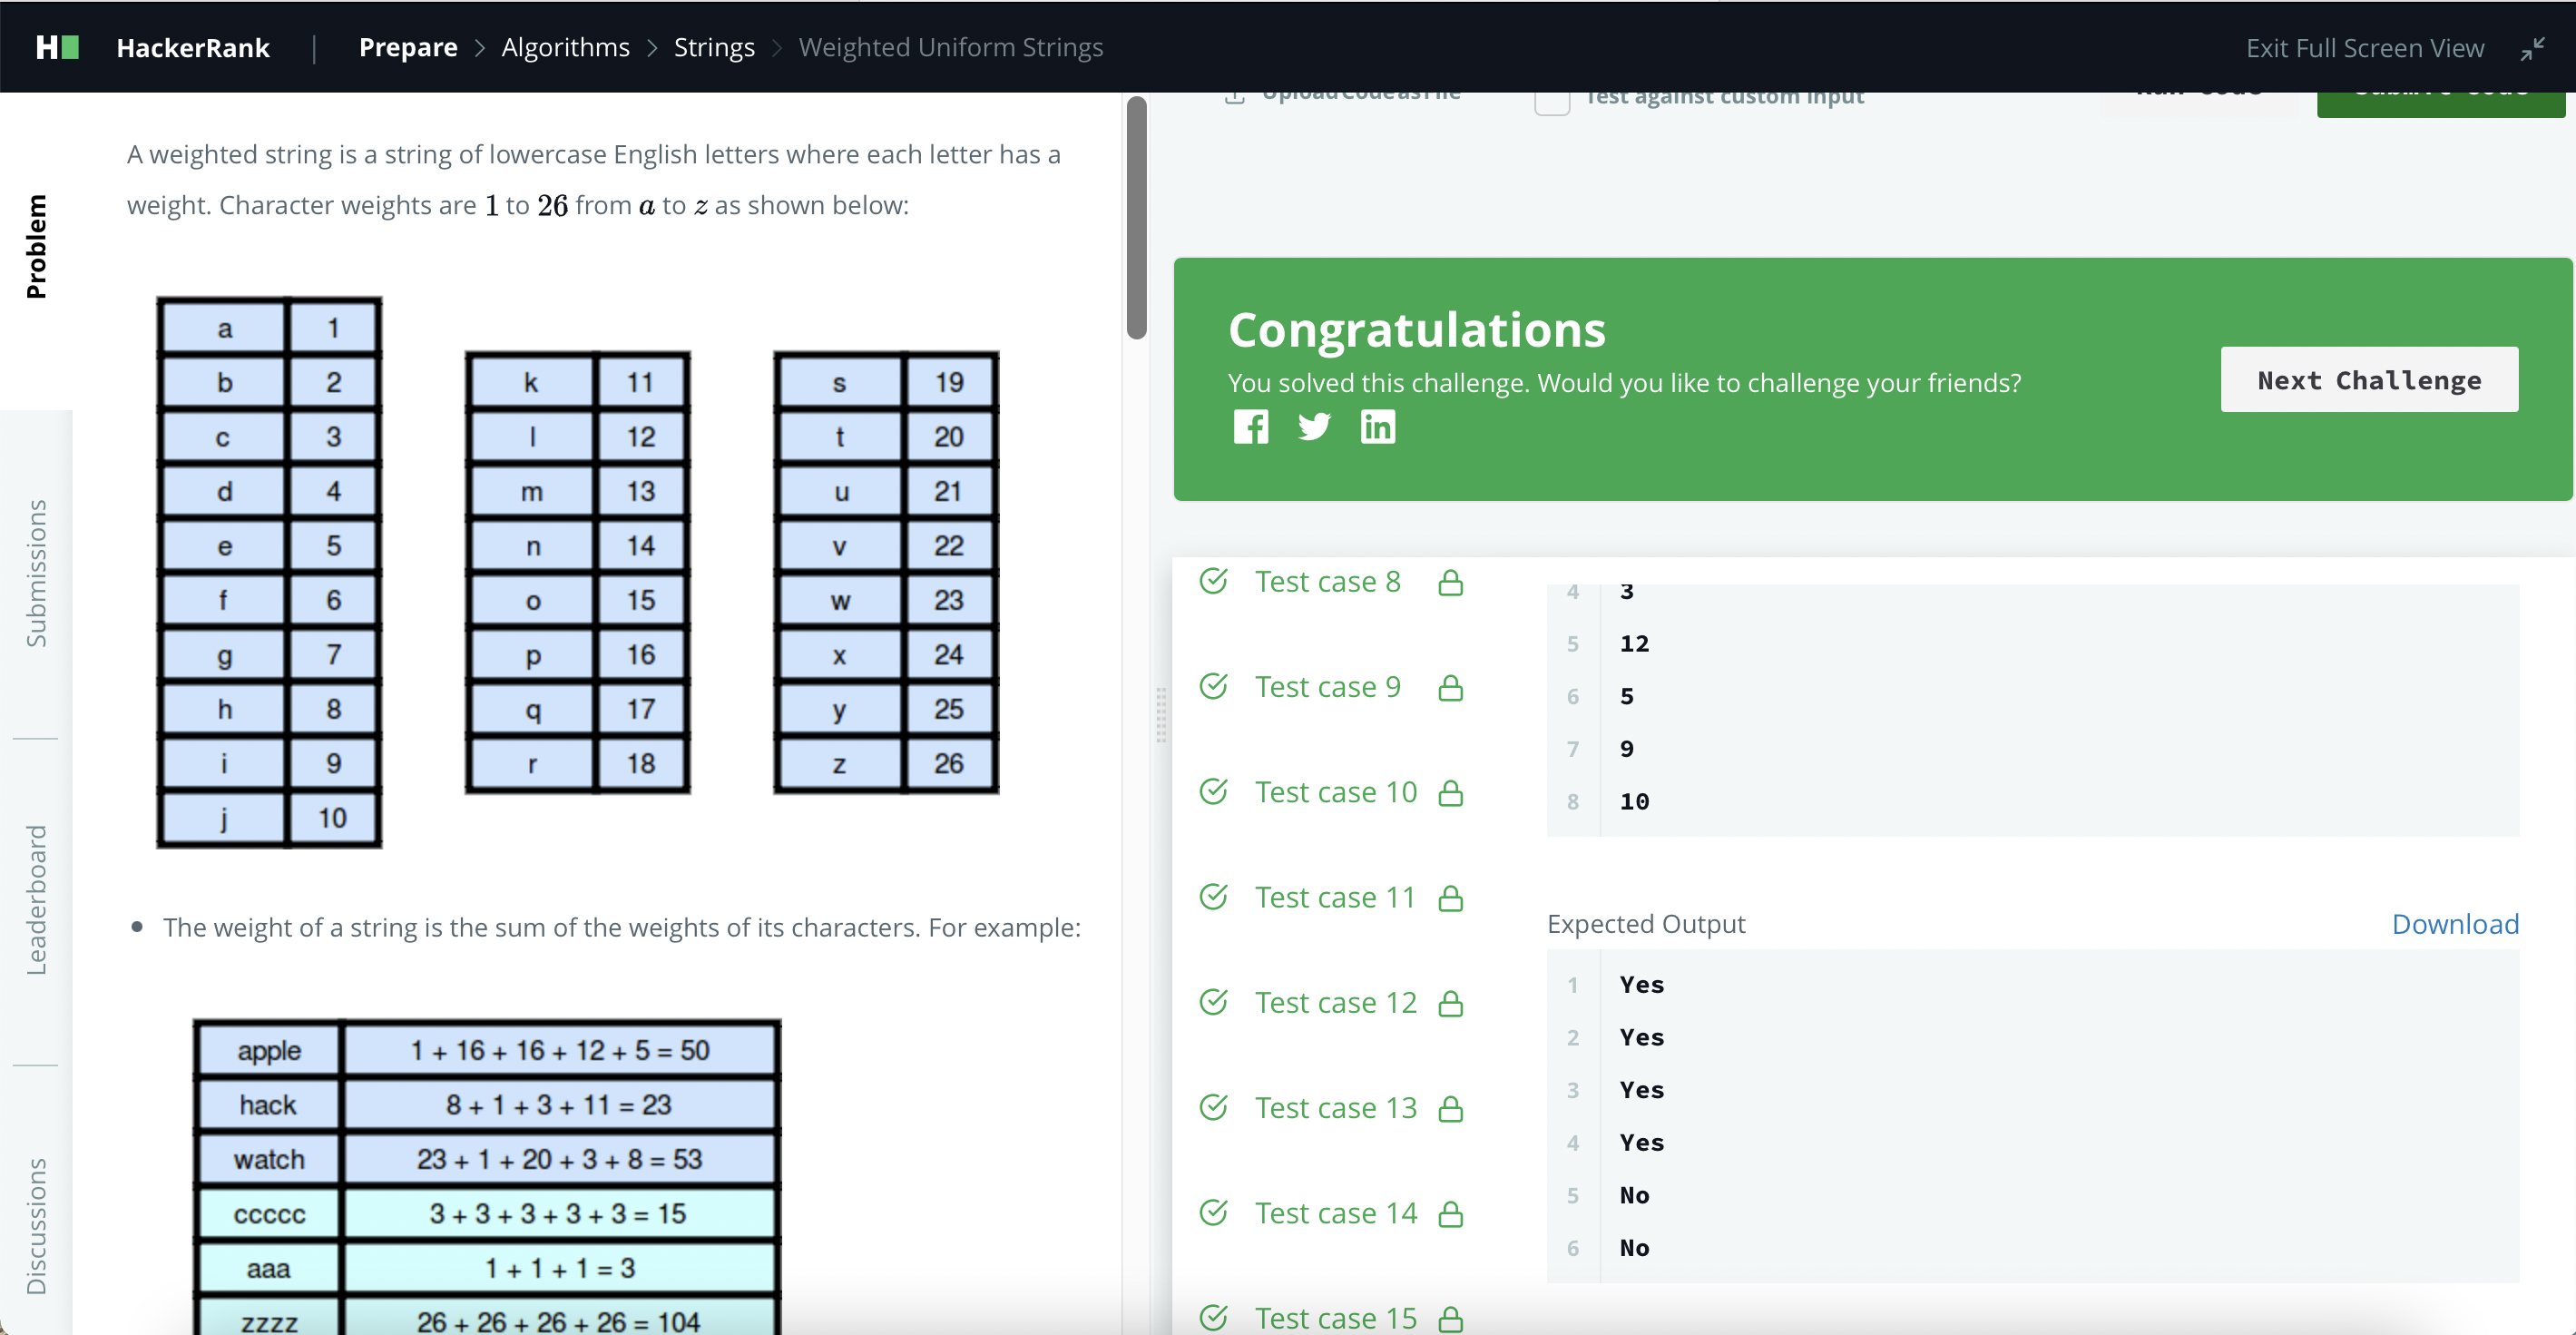 H HackerRank | Prepare > Algorithms > Strings > Weighted Uniform Strings Exit Full Screen View
Problem
Submissions
Leaderboard
Discussions
A weighted string is a string of lowercase English letters where each letter has a
weight. Character weights are 1 to 26 from a to z as shown below:
a 1
b 2
c 3
d 4
e 5
f 6
g 7
h 8
i 9
j 10
k 11
l 12
m 13
n 14
o 15
p 16
q 17
r 18
s 19
t 20
u 21
v 22
w 23
x 24
y 25
z 26
• The weight of a string is the sum of the weights of its characters. For example:
apple 1 + 16 + 16 + 12 + 5 = 50
hack 8 + 1 + 3 + 11 = 23
watch 23 + 1 + 20 + 3 + 8 = 53
ccccc 3 + 3 + 3 + 3 + 3 = 15
aaa 1 + 1 + 1 = 3
zzzz 26 + 26 + 26 + 26 = 104
Upload Code as File Test against custom input Run Code Submit Code
Congratulations
You solved this challenge. Would you like to challenge your friends?
Next Challenge
Test case 8
Test case 9
Test case 10
Test case 11
Test case 12
Test case 13
Test case 14
Test case 15
4 3
5 12
6 5
7 9
8 10
Expected Output Download
1 Yes
2 Yes
3 Yes
4 Yes
5 No
6 No